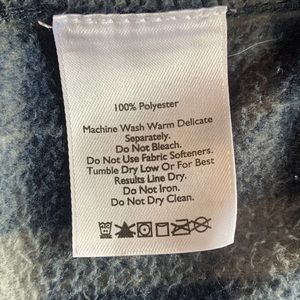 100% Polyester
Machine Wash Warm Delicate
Separately.
Do Not Bleach.
Do Not Use Fabric Softeners.
Tumble Dry Low Or For Best
Results Line Dry.
Do Not Iron.
Do Not Dry Clean.